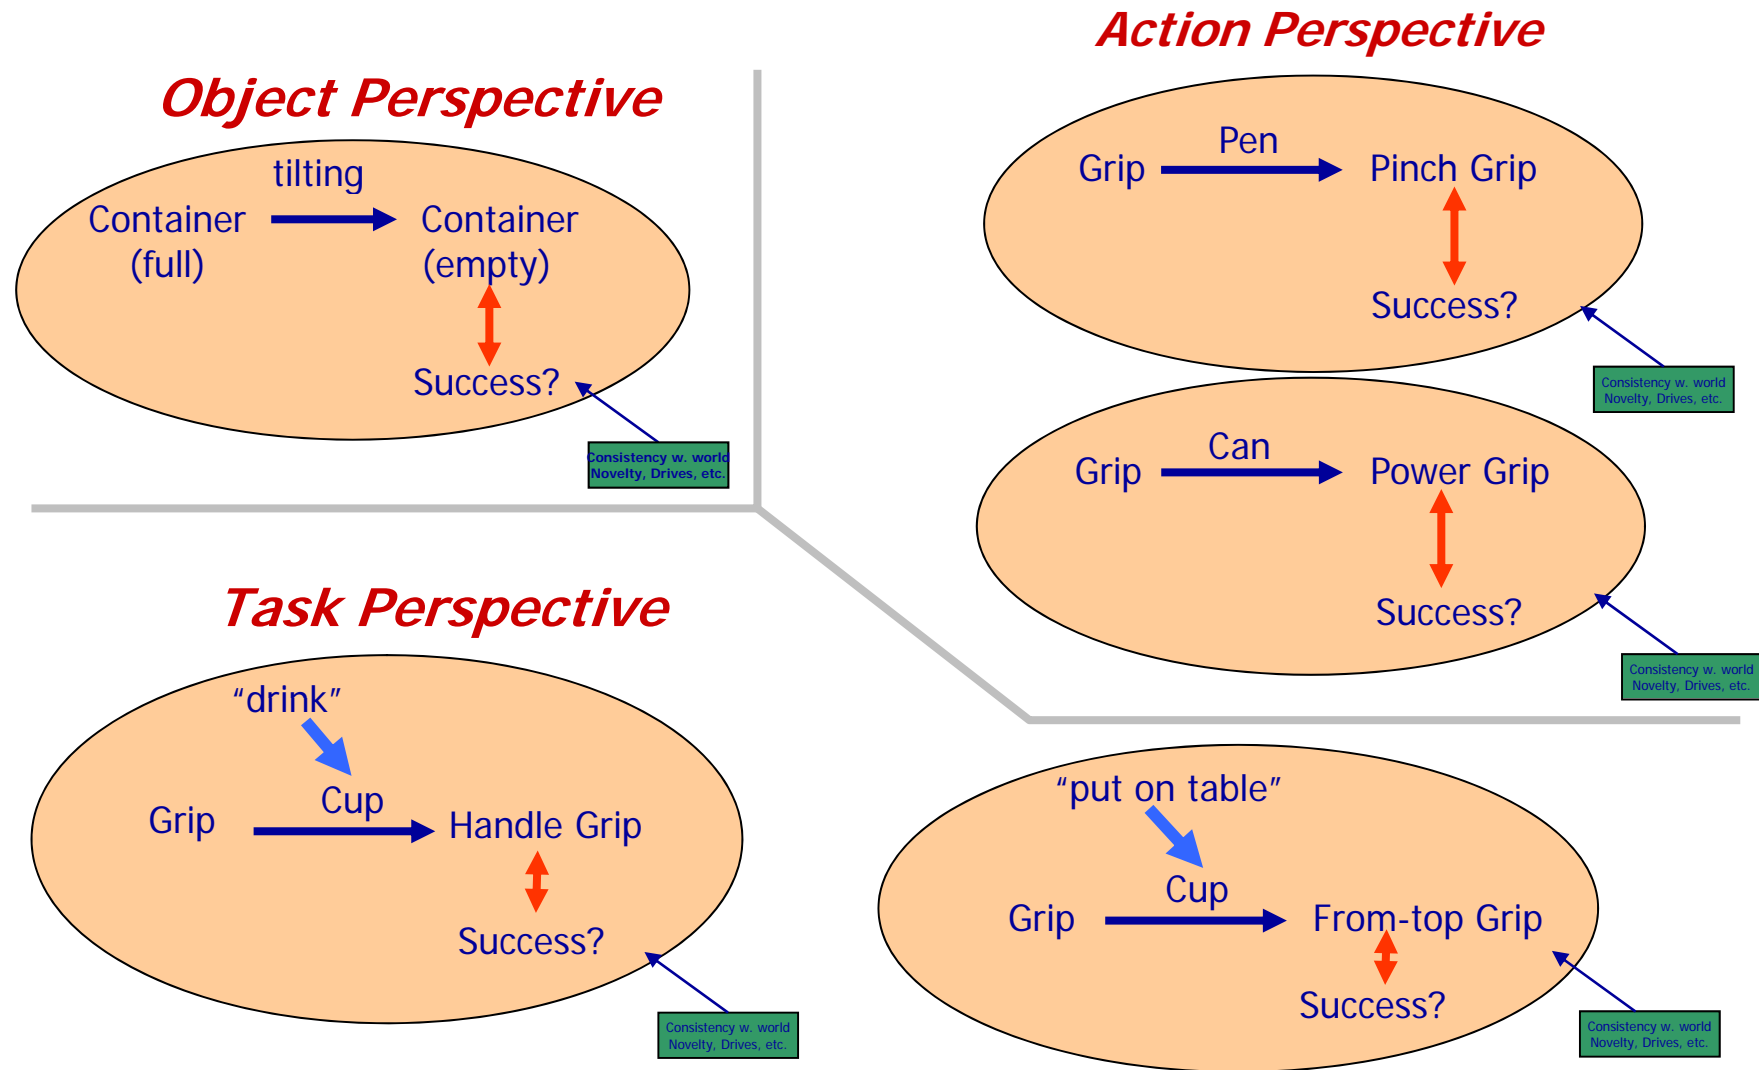 Object Perspective
tilting
Container
(full)
Container
(empty)
Success?
Consistency w. world
Novelty, Drives, etc.
Action Perspective
Pen
Grip
Pinch Grip
Success?
Consistency w. world
Novelty, Drives, etc.
Can
Grip
Power Grip
Success?
Consistency w. world
Novelty, Drives, etc.
Task Perspective
“drink”
Cup
Grip
Handle Grip
Success?
Consistency w. world
Novelty, Drives, etc.
“put on table”
Cup
Grip
From-top Grip
Success?
Consistency w. world
Novelty, Drives, etc.